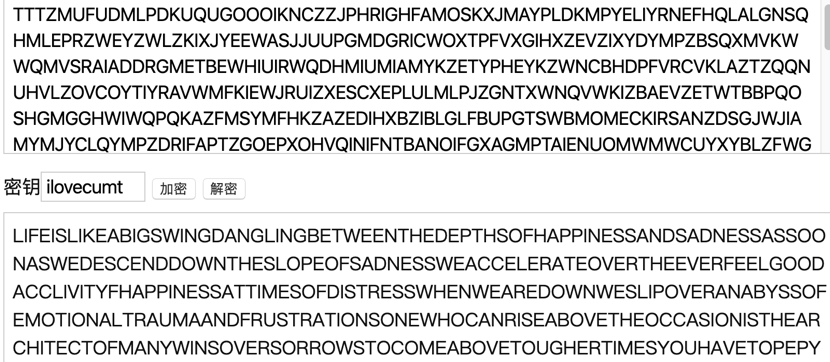 TTTZMUFUDMLPDKUQUGOOOIKNCZZJPHRIGHFAMOSKXJMAYPLDKMPYELIYRNEFHQLALGNSQ
HMLEPRZWEYZWLZKIXJYEEWASJJUUPGMDGRICWOXTPFVXGIHXZEVZIXYDYMPZBSQXMVKW
WQMVSRAIADDRGMETBEWHIUIRWQDHMIUMIAMYKZETYPHEYKZWNCBHDPFVRCVKLAZTZQQN
UHVLZOVCOYTIYRAVWMFKIEWJRUIZXESCXEPLULMLPJZGNTXWNQVWKIZBAEVZETWTBBPQO
SHGMGGHWIWQPQKAZFMSYMFHKZAZEDIHXBZIBLGLFBUPGTSWBMOMECKIRSANZDSGJWJIA
MYMJYCLQYMPZDRIFAPTZGOEPXOHVQINIFNTBANOIFGXAGMPTAIENUOMWMWCUYXYBLZFWG
密钥 ilovecumt 加密 解密
LIFEISLIKEABIGSWINGDANGLINGBETWEENTHEDEPTHSOFHAPPINESSANDSADNESSASSOO
NASWEDESCENDDOWNTHESLOPEOFSADNESSWEACCELERATEOVERTHEEVERFEELGOOD
ACCLIVITYFHAPPINESSATTIMESOFDISTRESSWHENWEAREDOWNWESLIPOVERANABYSSOF
EMOTIONALTRAUMAANDFRUSTRATIONSONEWHOCANRISEABOVETHEOCCASIONISTHEAR
CHITECTOFMANYWINSOVERSORROWSTOCOMEABOVETOUGHERTIMESYOUHAVETOPEPY